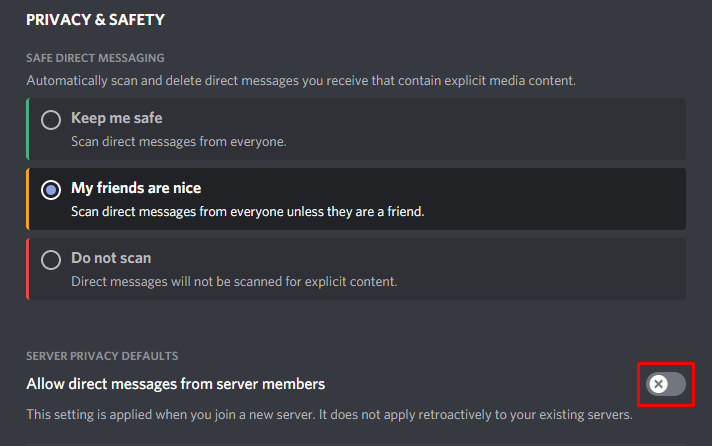 PRIVACY & SAFETY
SAFE DIRECT MESSAGING
Automatically scan and delete direct messages you receive that contain explicit media content.
Keep me safe
Scan direct messages from everyone.
My friends are nice
Scan direct messages from everyone unless they are a friend.
Do not scan
Direct messages will not be scanned for explicit content.
SERVER PRIVACY DEFAULTS
Allow direct messages from server members
This setting is applied when you join a new server. It does not apply retroactively to your existing servers.